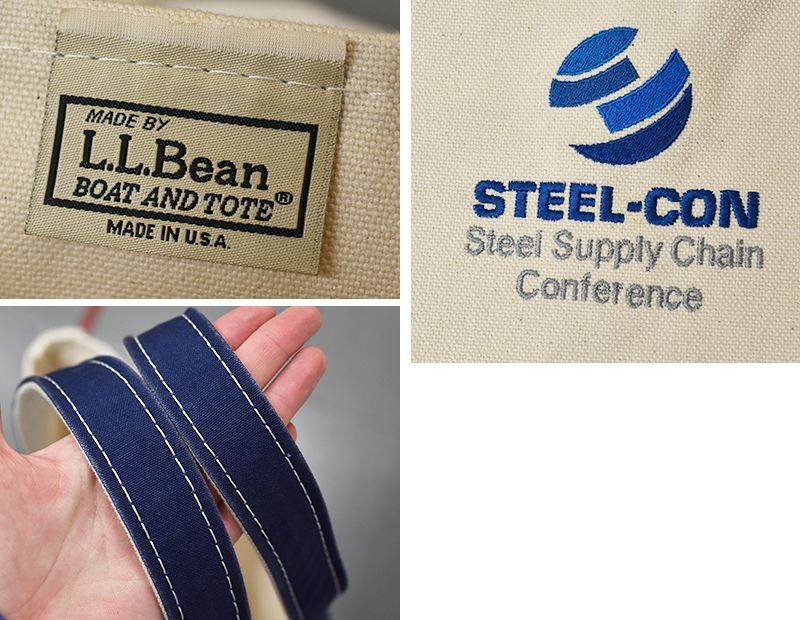 MADE BY
L.L.Bean
BOAT AND TOTE®
MADE IN U.S.A.
STEEL-CON
Steel Supply Chain
Conference